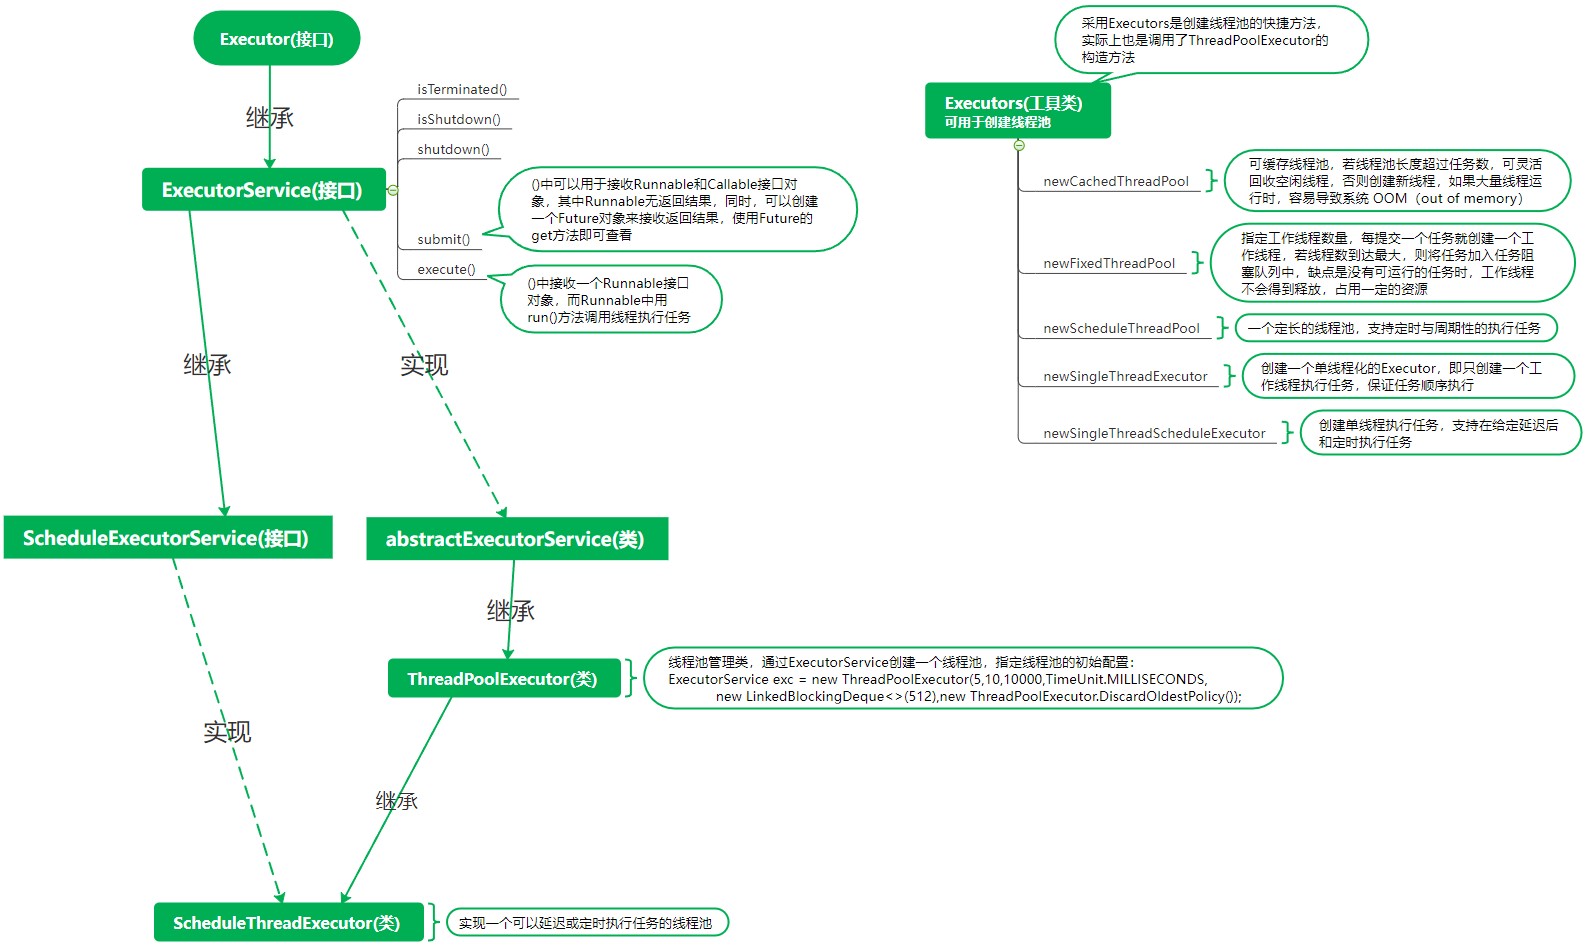 Executor(接口)
继承
ExecutorService(接口)
isTerminated()
isShutdown()
shutdown()
submit()
()中可以用于接收Runnable和Callable接口对
象，其中Runnable无返回结果，同时，可以创建
一个Future对象来接收返回结果，使用Future的
get方法即可查看
execute()
()中接收一个Runnable接口
对象，而Runnable中用
run()方法调用线程执行任务
继承
实现
ScheduleExecutorService(接口)
abstractExecutorService(类)
继承
ThreadPoolExecutor(类)
线程池管理类，通过ExecutorService创建一个线程池，指定线程池的初始配置：
ExecutorService exc = new ThreadPoolExecutor(5,10,10000,TimeUnit.MILLISECONDS,
new LinkedBlockingDeque<>(512),new ThreadPoolExecutor.DiscardOldestPolicy());
实现
继承
ScheduleThreadExecutor(类)
实现一个可以延迟或定时执行任务的线程池
采用Executors是创建线程池的快捷方法，
实际上也是调用了ThreadPoolExecutor的
构造方法
Executors(工具类)
可用于创建线程池
newCachedThreadPool
可缓存线程池，若线程池长度超过任务数，可灵活
回收空闲线程，否则创建新线程，如果大量线程运
行时，容易导致系统 OOM（out of memory）
newFixedThreadPool
指定工作线程数量，每提交一个任务就创建一个工
作线程，若线程数到达最大，则将任务加入任务阻
塞队列中，缺点是没有可运行的任务时，工作线程
不会得到释放，占用一定的资源
newScheduleThreadPool
一个定长的线程池，支持定时与周期性的执行任务
newSingleThreadExecutor
创建一个单线程化的Executor，即只创建一个工
作线程执行任务，保证任务顺序执行
newSingleThreadScheduleExecutor
创建单线程执行任务，支持在给定延迟后
和定时执行任务